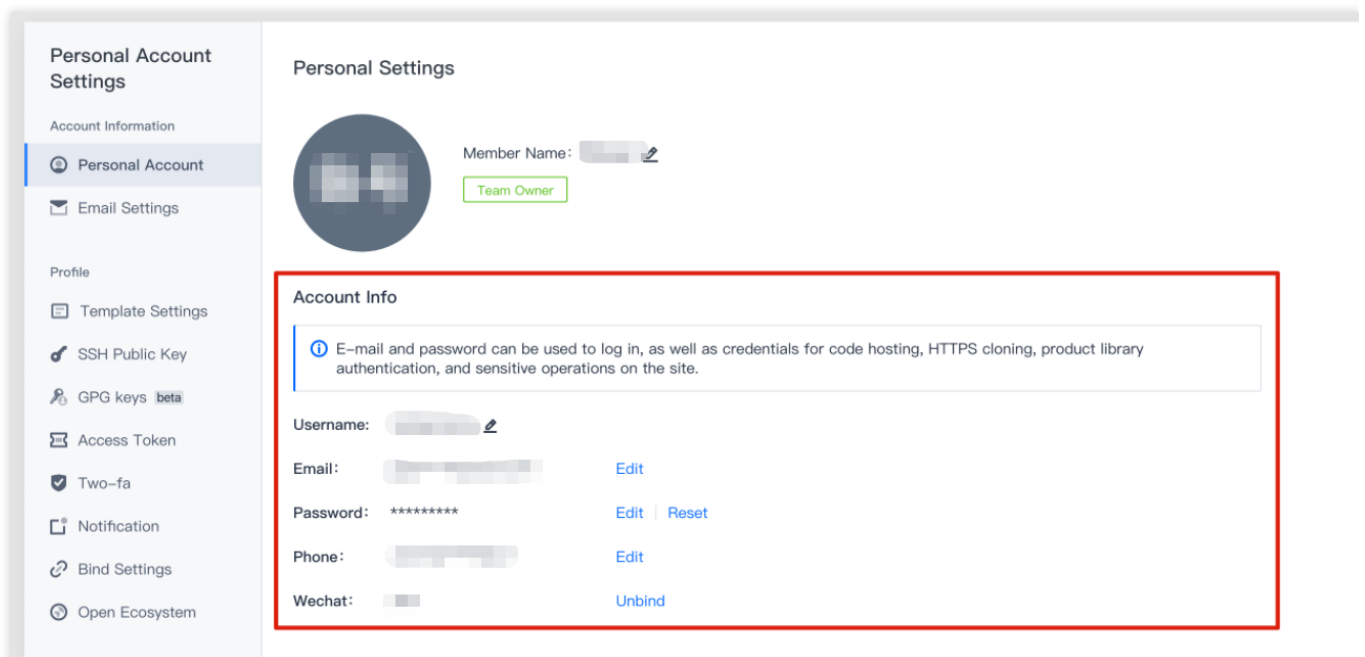 Personal Account
Settings
Account Information
Personal Account
Email Settings
Profile
Template Settings
SSH Public Key
GPG keys beta
Access Token
Two-fa
Notification
Bind Settings
Open Ecosystem
Personal Settings
Member Name:
Team Owner
Account Info
E-mail and password can be used to log in, as well as credentials for code hosting, HTTPS cloning, product library
authentication, and sensitive operations on the site.
Username:
Email: Edit
Password: ********* Edit Reset
Phone: Edit
Wechat: Unbind